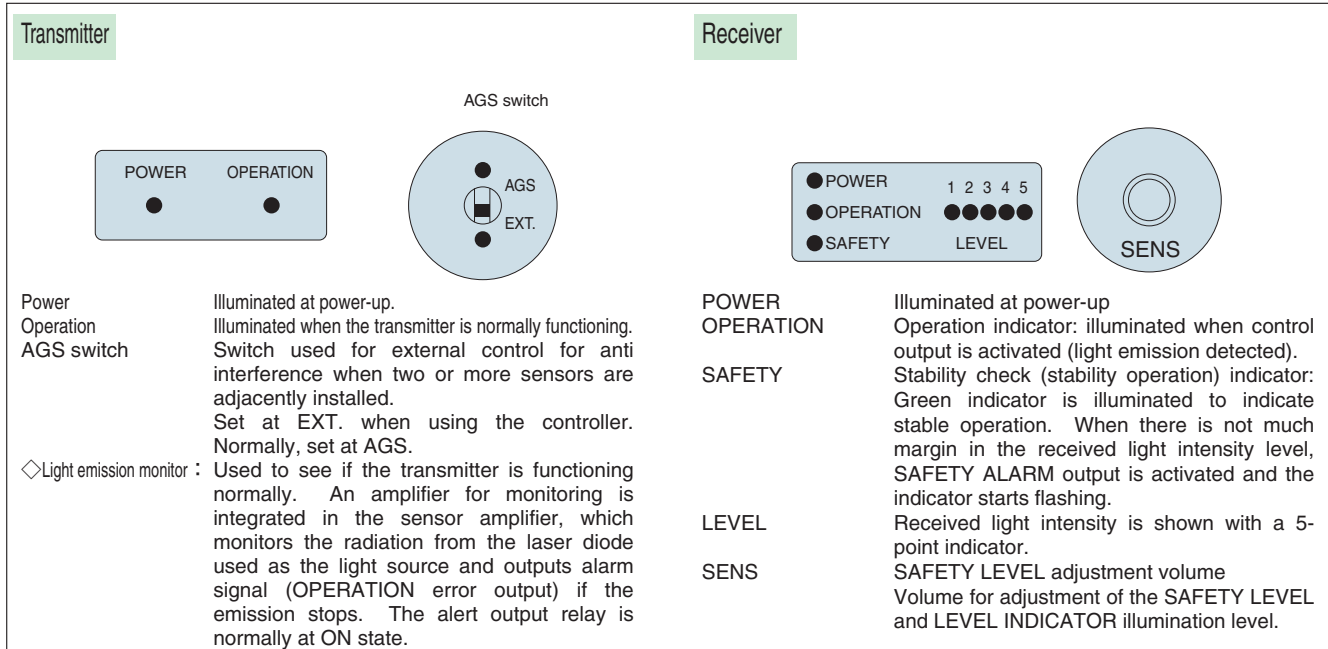 Transmitter
AGS switch
POWER OPERATION
AGS
EXT.
Power Illuminated at power-up.
Operation Illuminated when the transmitter is normally functioning.
AGS switch Switch used for external control for anti
interference when two or more sensors are
adjacently installed.
Set at EXT. when using the controller.
Normally, set at AGS.
◇Light emission monitor : Used to see if the transmitter is functioning
normally. An amplifier for monitoring is
integrated in the sensor amplifier, which
monitors the radiation from the laser diode
used as the light source and outputs alarm
signal (OPERATION error output) if the
emission stops. The alert output relay is
normally at ON state.
Receiver
POWER 1 2 3 4 5
OPERATION
SAFETY LEVEL
SENS
POWER Illuminated at power-up
OPERATION Operation indicator: illuminated when control
output is activated (light emission detected).
SAFETY Stability check (stability operation) indicator:
Green indicator is illuminated to indicate
stable operation. When there is not much
margin in the received light intensity level,
SAFETY ALARM output is activated and the
indicator starts flashing.
LEVEL Received light intensity is shown with a 5-
point indicator.
SENS SAFETY LEVEL adjustment volume
Volume for adjustment of the SAFETY LEVEL
and LEVEL INDICATOR illumination level.